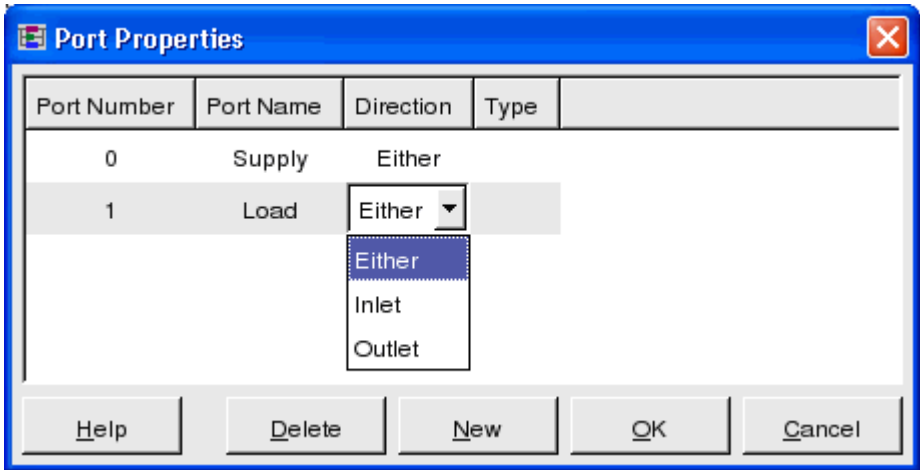 Port Properties
Port Number Port Name Direction Type
0 Supply Either
1 Load Either
Either
Inlet
Outlet
Help Delete New OK Cancel